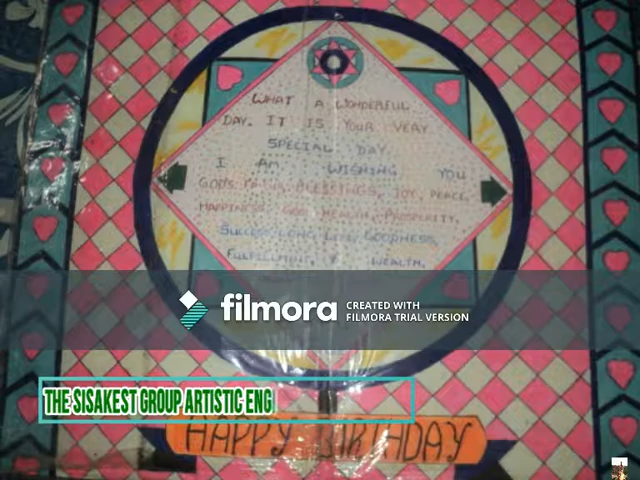 WHAT A WONDERFUL
DAY. IT IS YOUR VERY
SPECIAL DAY.
I AM WISHING YOU
GODS BLESSINGS, JOY, PEACE,
HAPPINESS, GOOD HEALTH, PROSPERITY,
SUCCESS, LONG LIFE, GOODNESS,
FULFILLMENT, & WEALTH.
filmora
CREATED WITH
FILMORA TRIAL VERSION
THE SISAKEST GROUP ARTISTIC ENG
HAPPY BIRTHDAY